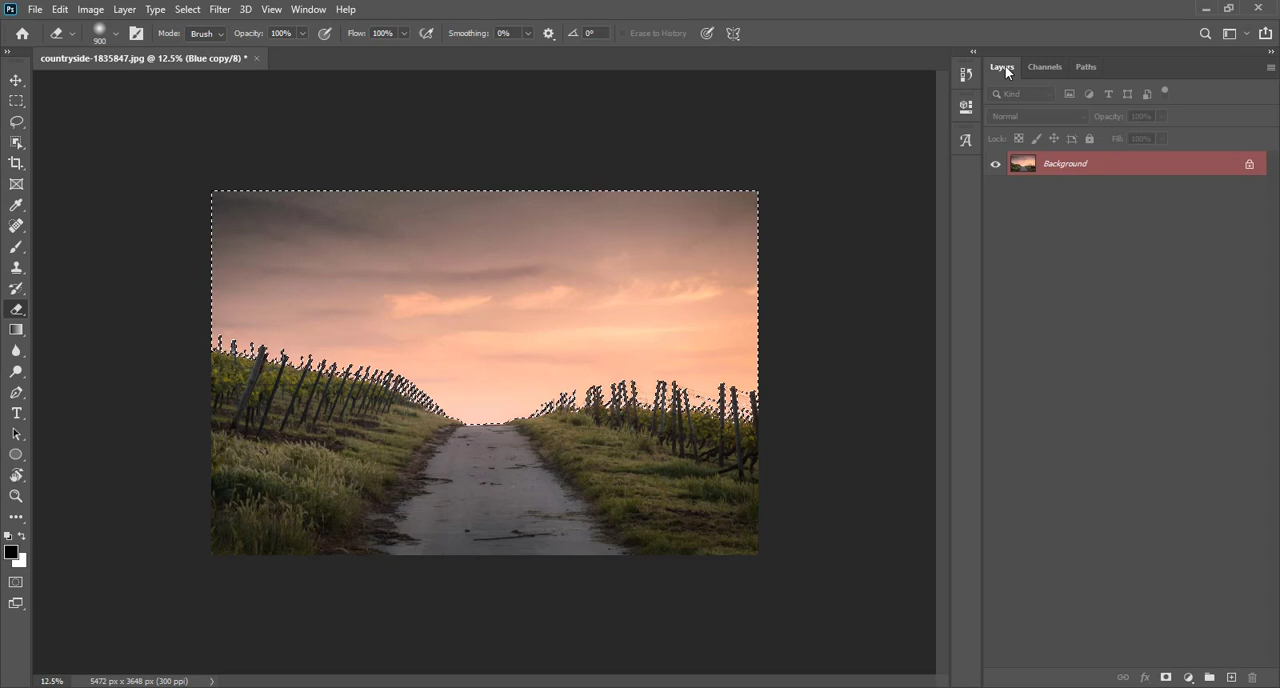 Ps File Edit Image Layer Type Select Filter 3D View Window Help
900 Mode: Brush Opacity: 100% Flow: 100% Smoothing: 0% 0° Erase to History
countryside-1835847.jpg @ 12.5% (Blue copy/8) * ×
Layers Channels Paths
Kind
Normal Opacity: 100%
Lock: Fill: 100%
Background
12.5% 5472 px x 3648 px (300 ppi)